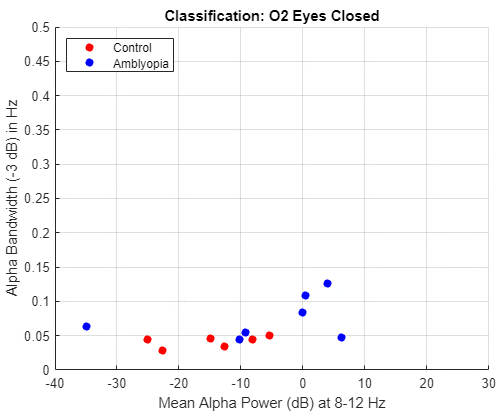 Classification: O2 Eyes Closed
Control
Amblyopia
Alpha Bandwidth (-3 dB) in Hz
0.5
0.45
0.4
0.35
0.3
0.25
0.2
0.15
0.1
0.05
0
-40 -30 -20 -10 0 10 20 30
Mean Alpha Power (dB) at 8-12 Hz